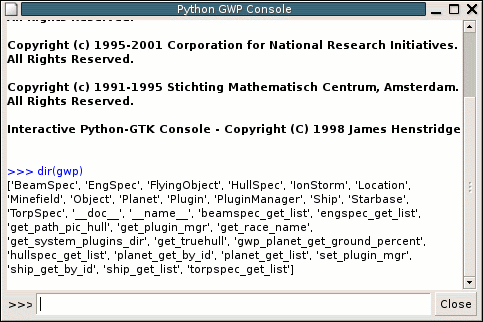 Python GWP Console
All Rights Reserved.
Copyright (c) 1995-2001 Corporation for National Research Initiatives.
All Rights Reserved.
Copyright (c) 1991-1995 Stichting Mathematisch Centrum, Amsterdam.
All Rights Reserved.
Interactive Python-GTK Console - Copyright (C) 1998 James Henstridge
>>> dir(gwp)
['BeamSpec', 'EngSpec', 'FlyingObject', 'HullSpec', 'IonStorm', 'Location',
'Minefield', 'Object', 'Planet', 'Plugin', 'PluginManager', 'Ship', 'Starbase',
'TorpSpec', '__doc__', '__name__', 'beamspec_get_list', 'engspec_get_list',
'get_path_pic_hull', 'get_plugin_mgr', 'get_race_name',
'get_system_plugins_dir', 'get_truehull', 'gwp_planet_get_ground_percent',
'hullspec_get_list', 'planet_get_by_id', 'planet_get_list', 'set_plugin_mgr',
'ship_get_by_id', 'ship_get_list', 'torpspec_get_list']
>>>
Close